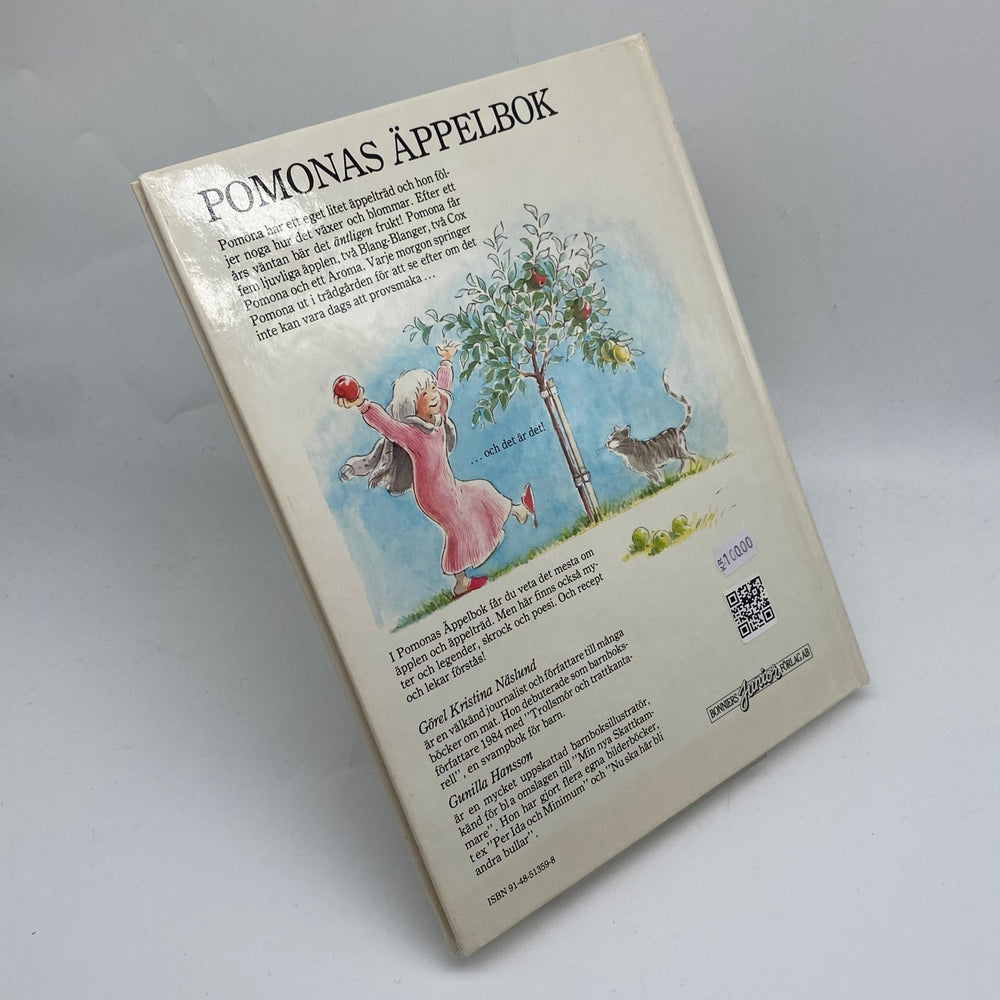 POMONAS ÄPPELBOK
Pomona har ett eget litet äppelträd och hon föl-
jer noga hur det växer och blommar. Efter ett
års väntan bär det äntligen frukt! Pomona får
fem ljuvliga äpplen, två Blang-Blanger, två Cox
Pomona och ett Aroma. Varje morgon springer
Pomona ut i trädgården för att se efter om det
inte kan vara dags att provsmaka...
...och det är det!
I Pomonas Äppelbok får du veta det mesta om
äpplen och äppelträd. Men här finns också my-
ter och legender, skrock och poesi. Och recept
och lekar förstås!
Görel Kristina Näslund
är en välkänd journalist och författare till många
böcker om mat. Hon debuterade som barnboks-
författare 1984 med "Trollsmör och trattkanta-
rell", en svampbok för barn.
Gunilla Hansson
är en mycket uppskattad barnboksillustratör,
känd för bl a omslagen till "Min nya Skattkam-
mare". Hon har gjort flera egna bilderböcker,
t ex "Per Ida och Minimum" och "Nu ska här bli
andra bullar".
ISBN 91-48-51359-8
KR 100.00
BONNIERS Junior FÖRLAG AB